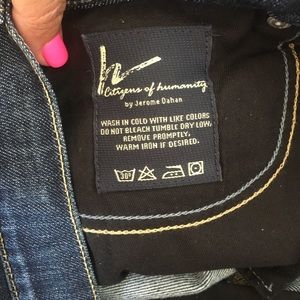 Citizens of humanity
by Jerome Dahan
WASH IN COLD WITH LIKE COLORS
DO NOT BLEACH TUMBLE DRY LOW,
REMOVE PROMPTLY.
WARM IRON IF DESIRED.
30°